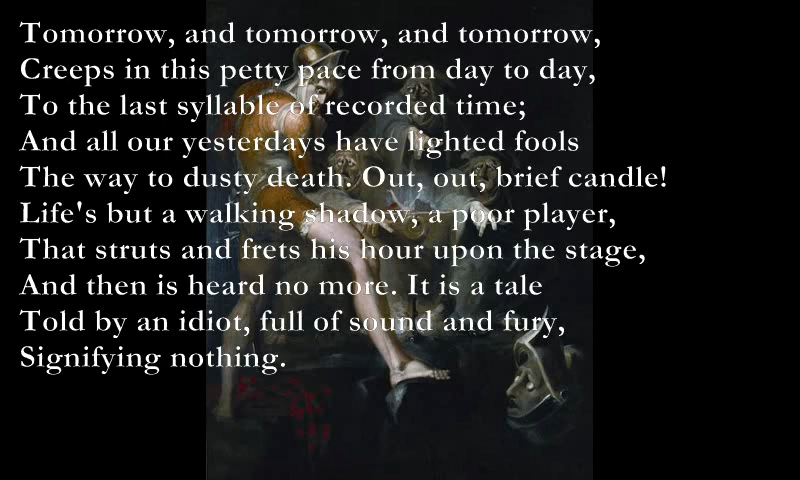 Tomorrow, and tomorrow, and tomorrow,
Creeps in this petty pace from day to day,
To the last syllable of recorded time;
And all our yesterdays have lighted fools
The way to dusty death. Out, out, brief candle!
Life's but a walking shadow, a poor player,
That struts and frets his hour upon the stage,
And then is heard no more. It is a tale
Told by an idiot, full of sound and fury,
Signifying nothing.